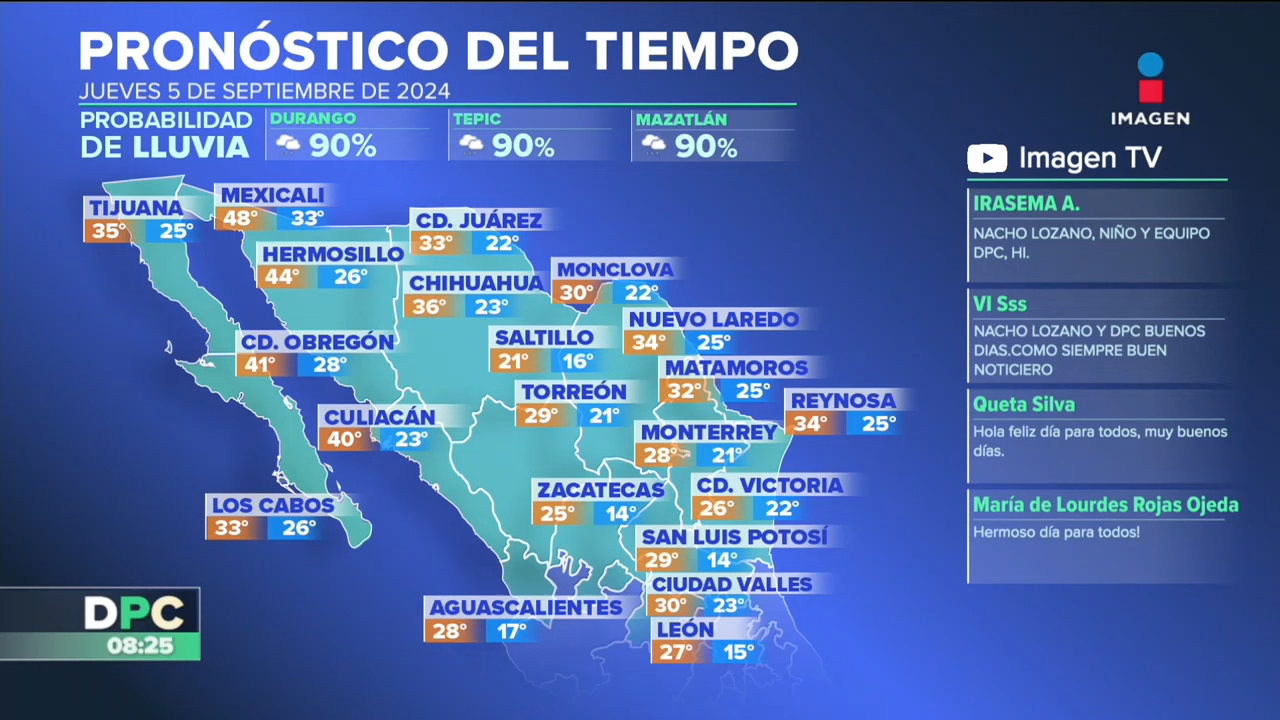 PRONÓSTICO DEL TIEMPO
JUEVES 5 DE SEPTIEMBRE DE 2024
PROBABILIDAD
DE LLUVIA
DURANGO
90%
TEPIC
90%
MAZATLÁN
90%
TIJUANA
35° 25°
MEXICALI
48° 33°
CD. JUÁREZ
33° 22°
HERMOSILLO
44° 26°
CHIHUAHUA
36° 23°
MONCLOVA
30° 22°
NUEVO LAREDO
34° 25°
CD. OBREGÓN
41° 28°
SALTILLO
21° 16°
MATAMOROS
32° 25°
TORREÓN
29° 21°
REYNOSA
34° 25°
CULIACÁN
40° 23°
MONTERREY
28° 21°
ZACATECAS
25° 14°
CD. VICTORIA
26° 22°
LOS CABOS
33° 26°
SAN LUIS POTOSÍ
29° 14°
CIUDAD VALLES
30° 23°
AGUASCALIENTES
28° 17°
LEÓN
27° 15°
DPC
08:25
IMAGEN
Imagen TV
IRASEMA A.
NACHO LOZANO, NIÑO Y EQUIPO
DPC, HI.
VI Sss
NACHO LOZANO Y DPC BUENOS
DIAS.COMO SIEMPRE BUEN
NOTICIERO
Queta Silva
Hola feliz día para todos, muy buenos
días.
María de Lourdes Rojas Ojeda
Hermoso día para todos!